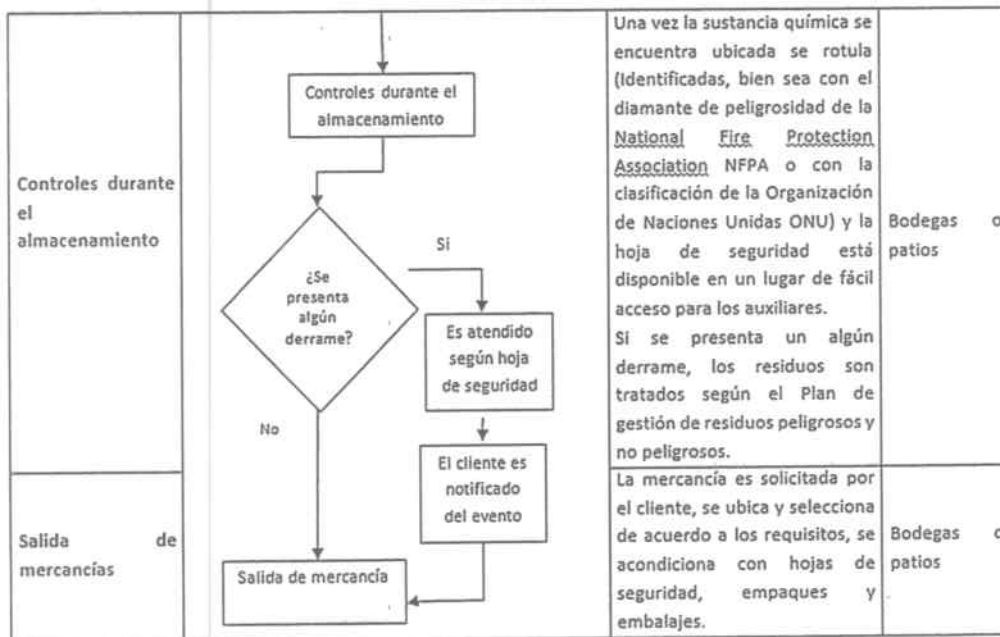 Controles durante
el
almacenamiento
Controles durante el
almacenamiento
¿Se
presenta
algún
derrame?
Si
No
Es atendido
según hoja
de seguridad
El cliente es
notificado
del evento
Una vez la sustancia química se
encuentra ubicada se rotula
(Identificadas, bien sea con el
diamante de peligrosidad de la
National Fire Protection
Association NFPA o con la
clasificación de la Organización
de Naciones Unidas ONU) y la
hoja de seguridad está
disponible en un lugar de fácil
acceso para los auxiliares.
Si se presenta un algún
derrame, los residuos son
tratados según el Plan de
gestión de residuos peligrosos y
no peligrosos.
Bodegas o
patios
Salida de
mercancías
Salida de mercancía
La mercancía es solicitada por
el cliente, se ubica y selecciona
de acuerdo a los requisitos, se
acondiciona con hojas de
seguridad, empaques y
embalajes.
Bodegas o
patios